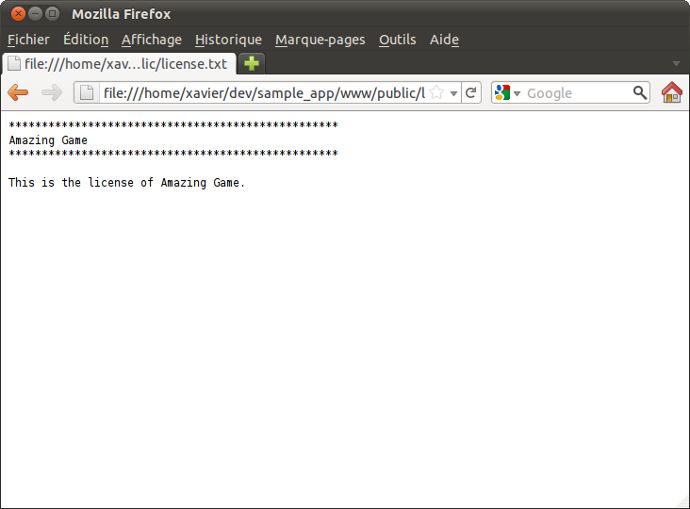 Mozilla Firefox
Fichier Édition Affichage Historique Marque-pages Outils Aide
file:///home/xav...lic/license.txt
file:///home/xavier/dev/sample_app/www/public/l Google
**************************************************
Amazing Game
**************************************************
This is the license of Amazing Game.